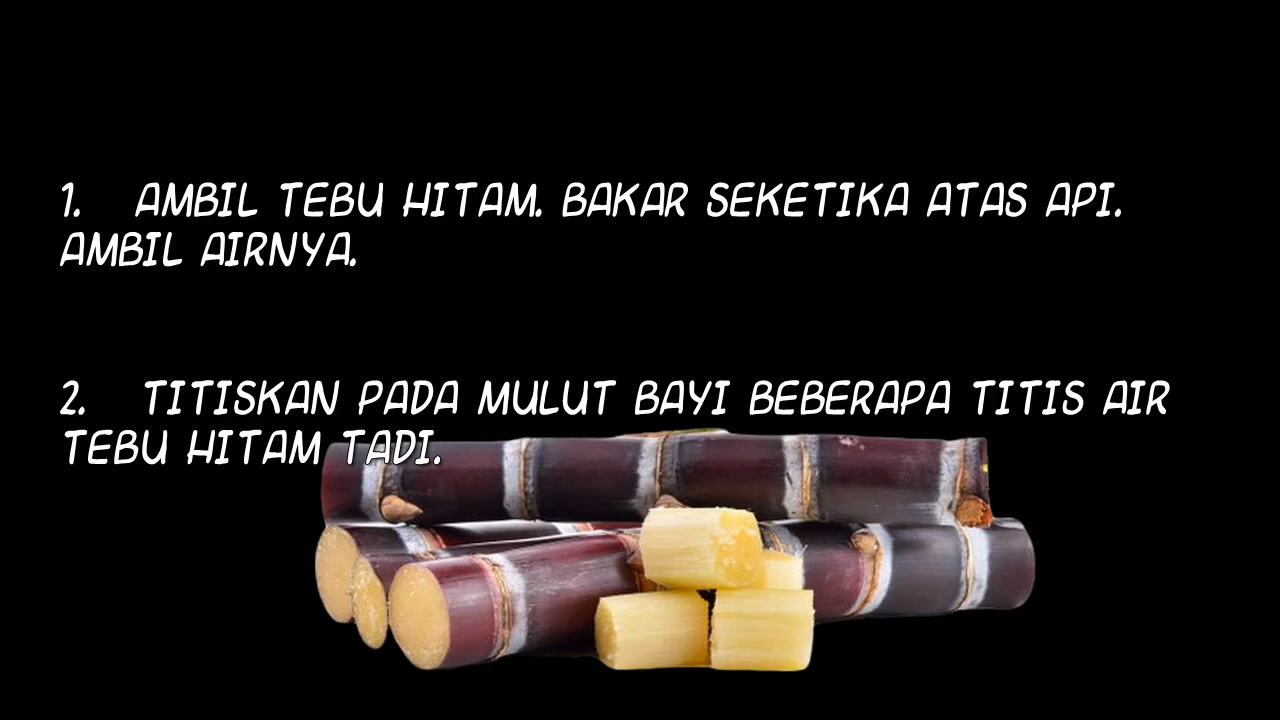 1. AMBIL TEBU HITAM. BAKAR SEKETIKA ATAS API.
AMBIL AIRNYA.
2. TITISKAN PADA MULUT BAYI BEBERAPA TITIS AIR
TEBU HITAM TADI.